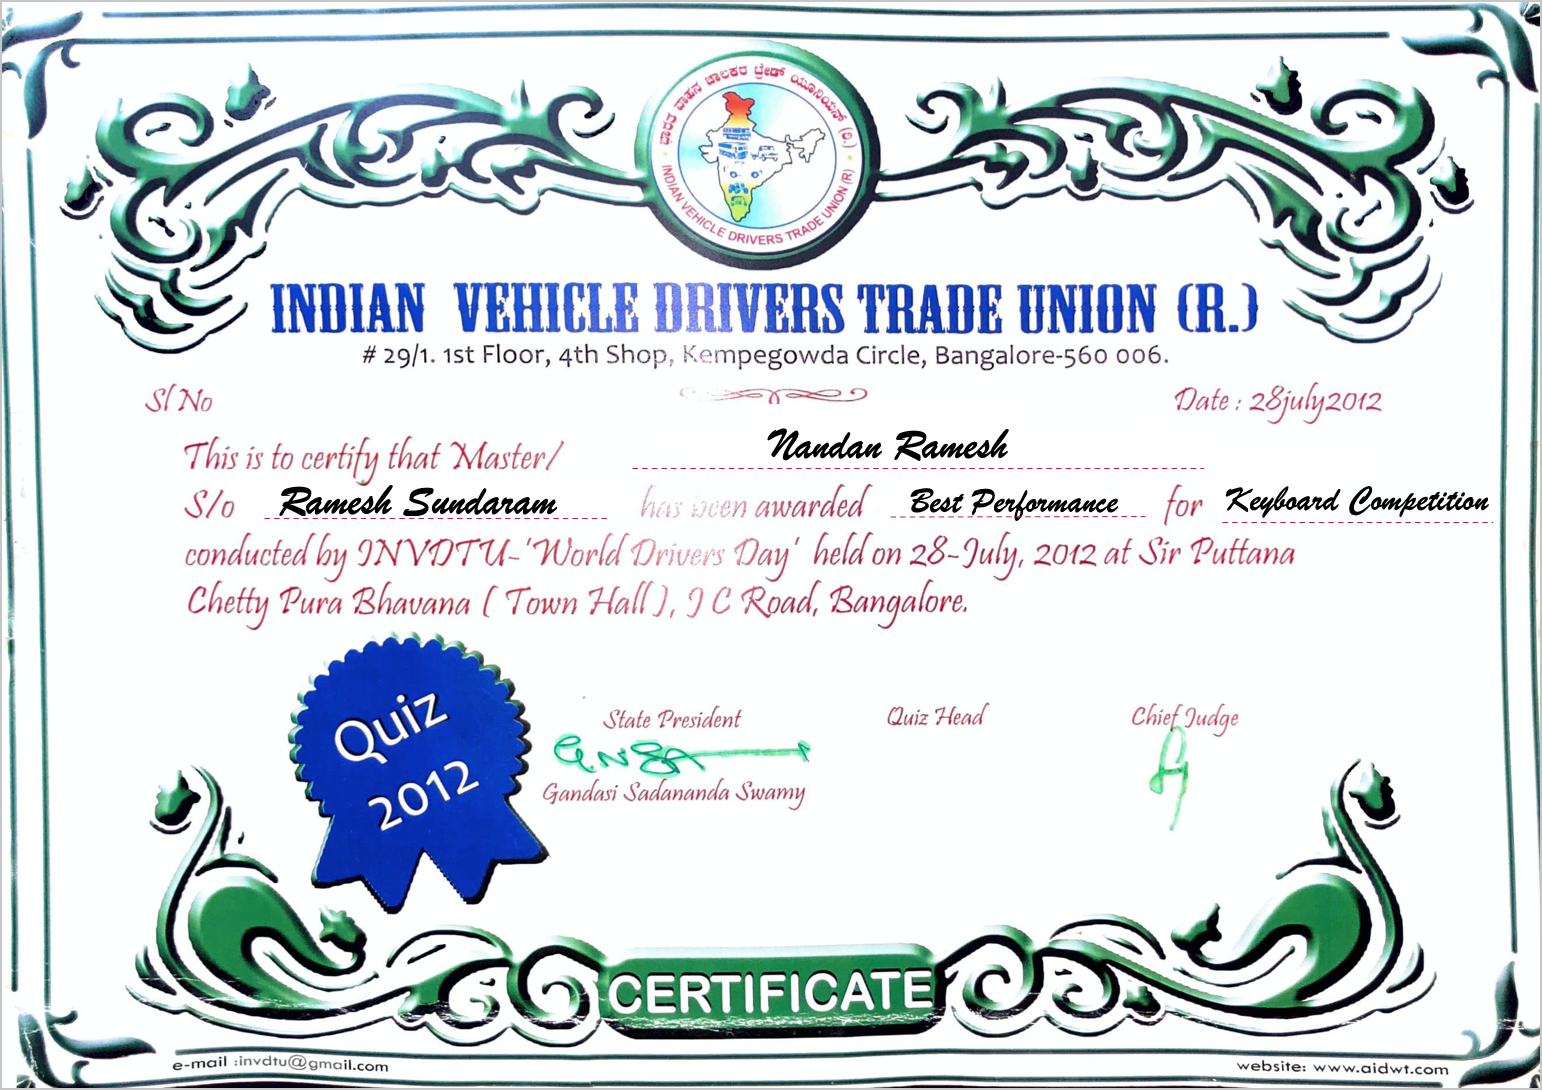 ಭಾರತ ವಾಹನ ಚಾಲಕರ ಟ್ರೇಡ್ ಯೂನಿಯನ್ (ರಿ.)
INDIAN VEHICLE DRIVERS TRADE UNION (R)
INDIAN VEHICLE DRIVERS TRADE UNION (R.)
# 29/1. 1st Floor, 4th Shop, Kempegowda Circle, Bangalore-560 006.
Sl No Date : 28july2012
This is to certify that Master/ Nandan Ramesh
S/o Ramesh Sundaram has been awarded Best Performance for Keyboard Competition
conducted by INVDTU-'World Drivers Day' held on 28-July, 2012 at Sir Puttana
Chetty Pura Bhavana ( Town Hall ), J C Road, Bangalore.
Quiz
2012
State President Quiz Head Chief Judge
Gandasi Sadananda Swamy
CERTIFICATE
e-mail :invdtu@gmail.com website: www.aidwt.com